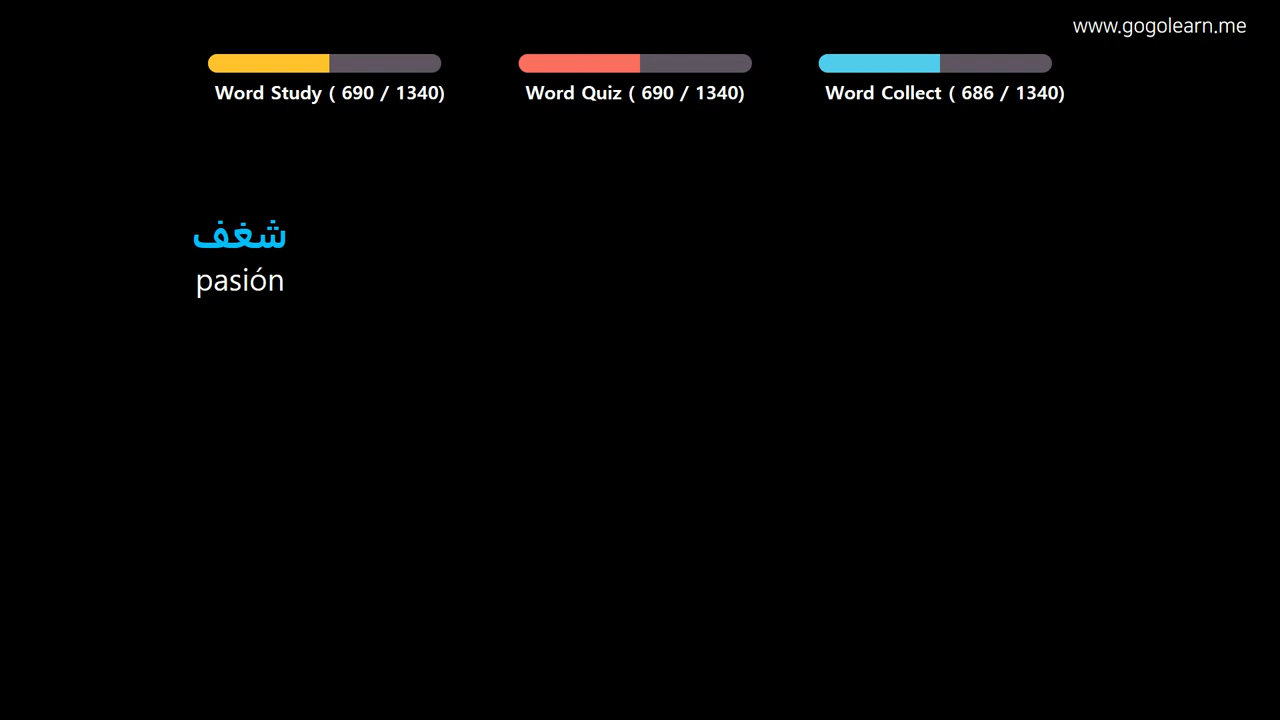 www.gogolearn.me
Word Study ( 690 / 1340)
Word Quiz ( 690 / 1340)
Word Collect ( 686 / 1340)
شغف
pasión